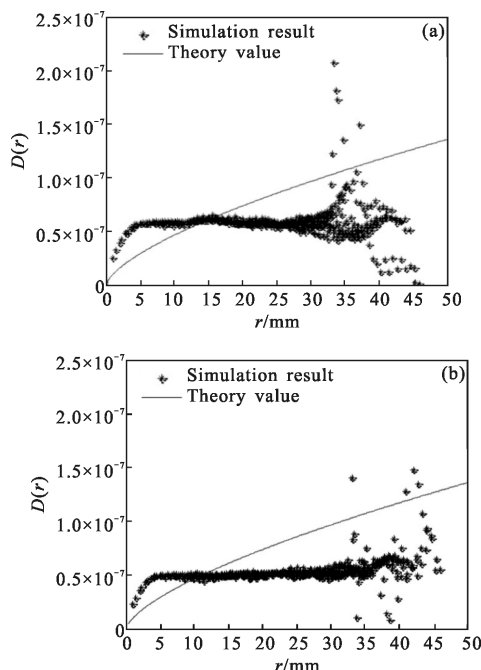 2.5×10⁻⁷
Simulation result
(a)
Theory value
2.0×10⁻⁷
1.5×10⁻⁷
D(r)
1.0×10⁻⁷
0.5×10⁻⁷
0
0 5 10 15 20 25 30 35 40 45 50
r/mm
2.5×10⁻⁷
Simulation result
(b)
Theory value
2.0×10⁻⁷
1.5×10⁻⁷
D(r)
1.0×10⁻⁷
0.5×10⁻⁷
0
0 5 10 15 20 25 30 35 40 45 50
r/mm